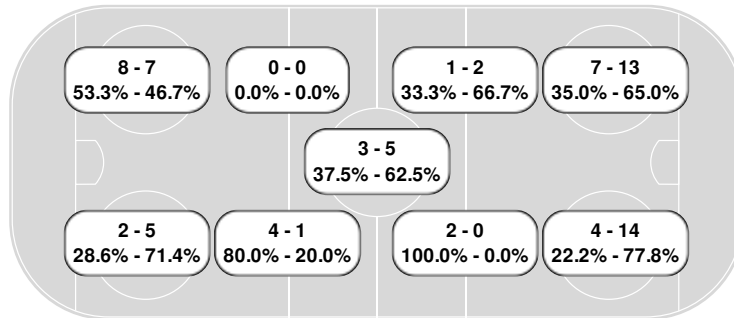 8 - 7
53.3% - 46.7%
0 - 0
0.0% - 0.0%
1 - 2
33.3% - 66.7%
7 - 13
35.0% - 65.0%
3 - 5
37.5% - 62.5%
2 - 5
28.6% - 71.4%
4 - 1
80.0% - 20.0%
2 - 0
100.0% - 0.0%
4 - 14
22.2% - 77.8%